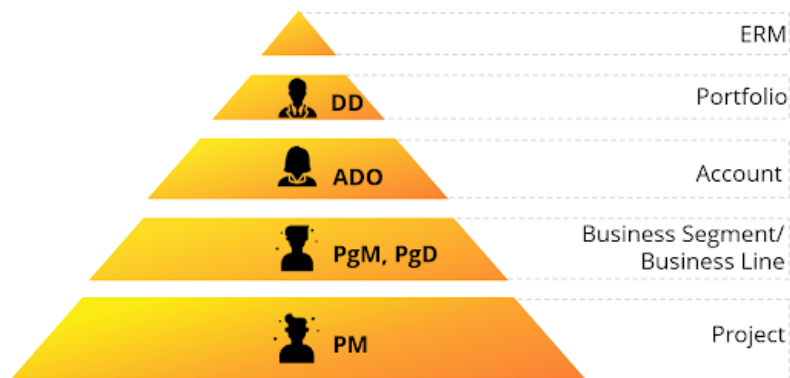 ERM
DD
Portfolio
ADO
Account
PgM, PgD
Business Segment/
Business Line
PM
Project